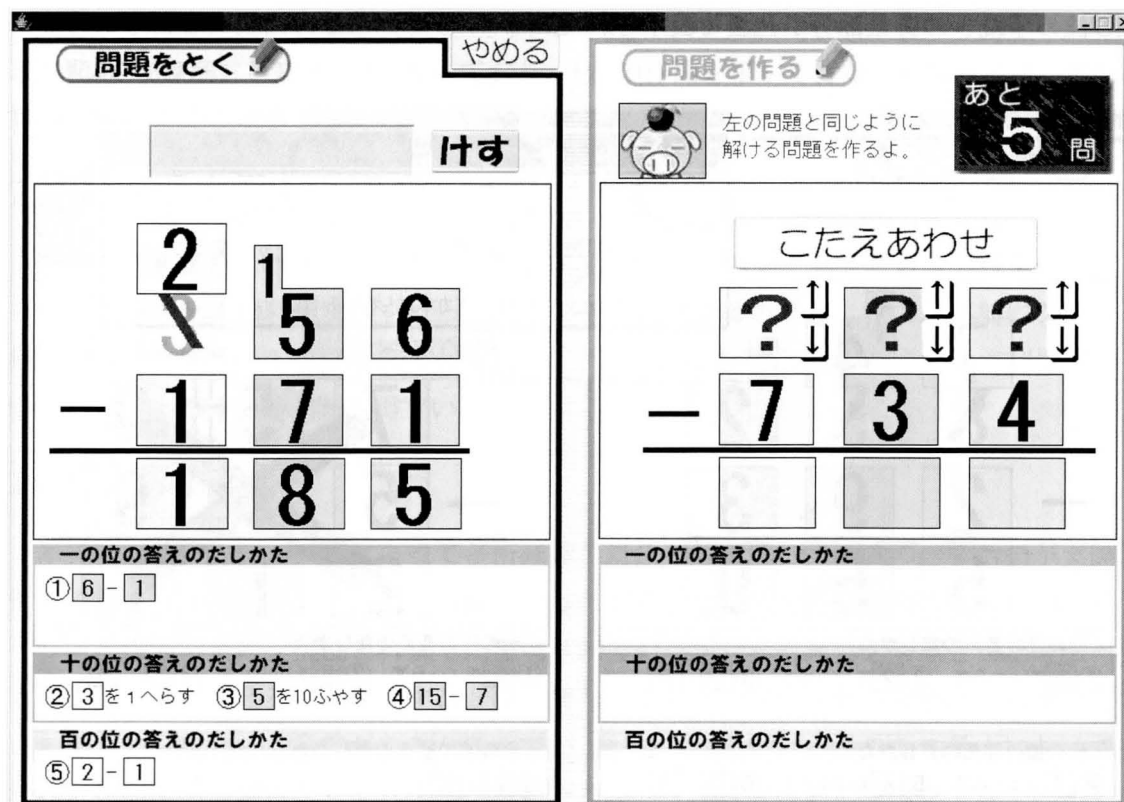 問題をとく
やめる
けす
2
1
3 5 6
- 1 7 1
1 8 5
一の位の答えのだしかた
① 6 - 1
十の位の答えのだしかた
② 3 を1へらす ③ 5 を10ふやす ④ 15 - 7
百の位の答えのだしかた
⑤ 2 - 1
問題を作る
左の問題と同じように
解ける問題を作るよ。
あと
5 問
こたえあわせ
? ↑ ↓ ? ↑ ↓ ? ↑ ↓
- 7 3 4
一の位の答えのだしかた
十の位の答えのだしかた
百の位の答えのだしかた